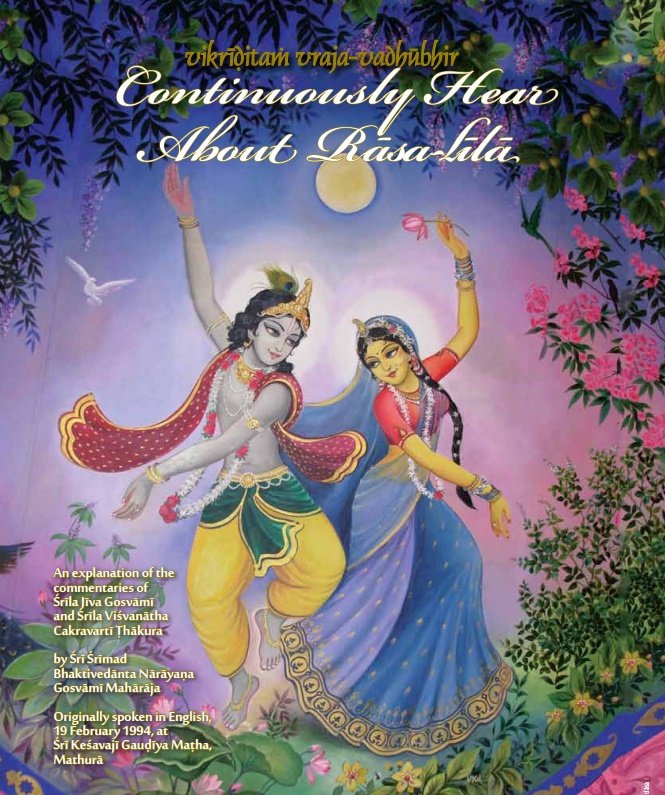 vikrīḍitaṁ vraja-vadhūbhir
Continuously Hear
About Rāsa-līlā
An explanation of the
commentaries of
Śrīla Jīva Gosvāmī
and Śrīla Viśvanātha
Cakravartī Ṭhākura
by Śrī Śrīmad
Bhaktivedānta Nārāyaṇa
Gosvāmī Mahārāja
Originally spoken in English,
19 February 1994, at
Śrī Keśavajī Gauḍīya Maṭha,
Mathurā